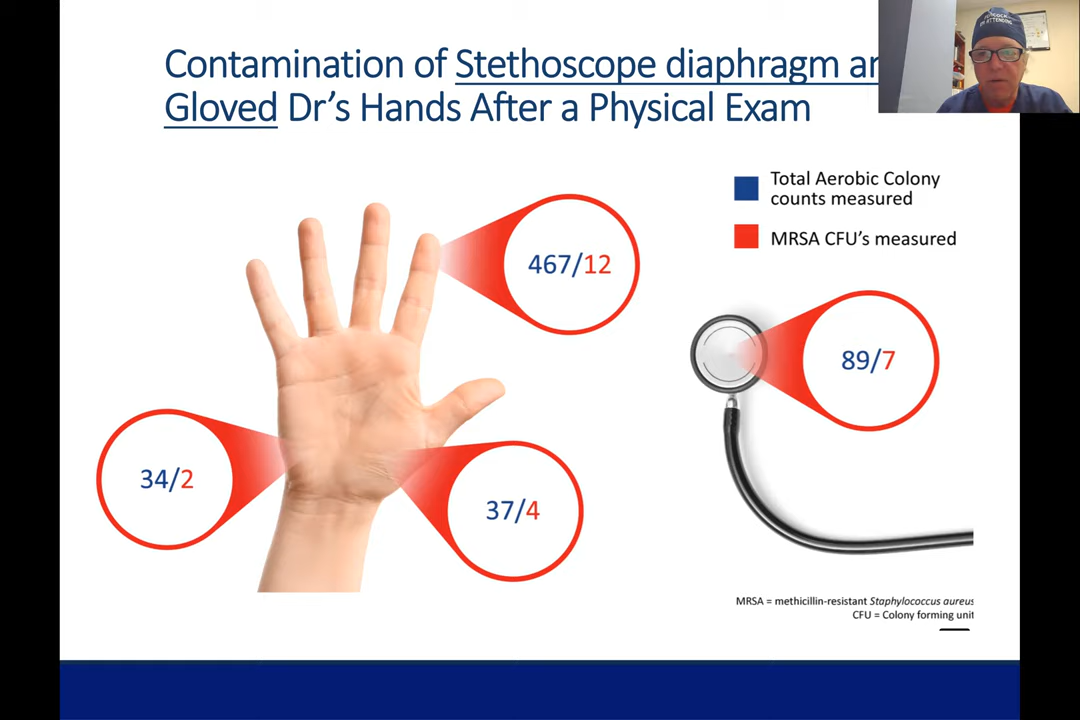 Contamination of Stethoscope diaphragm
Gloved Dr's Hands After a Physical Exam
ATTENDING
Total Aerobic Colony
counts measured
MRSA CFU's measured
467/12
89/7
34/2
37/4
MRSA = methicillin-resistant Staphylococcus aureus
CFU = Colony forming unit